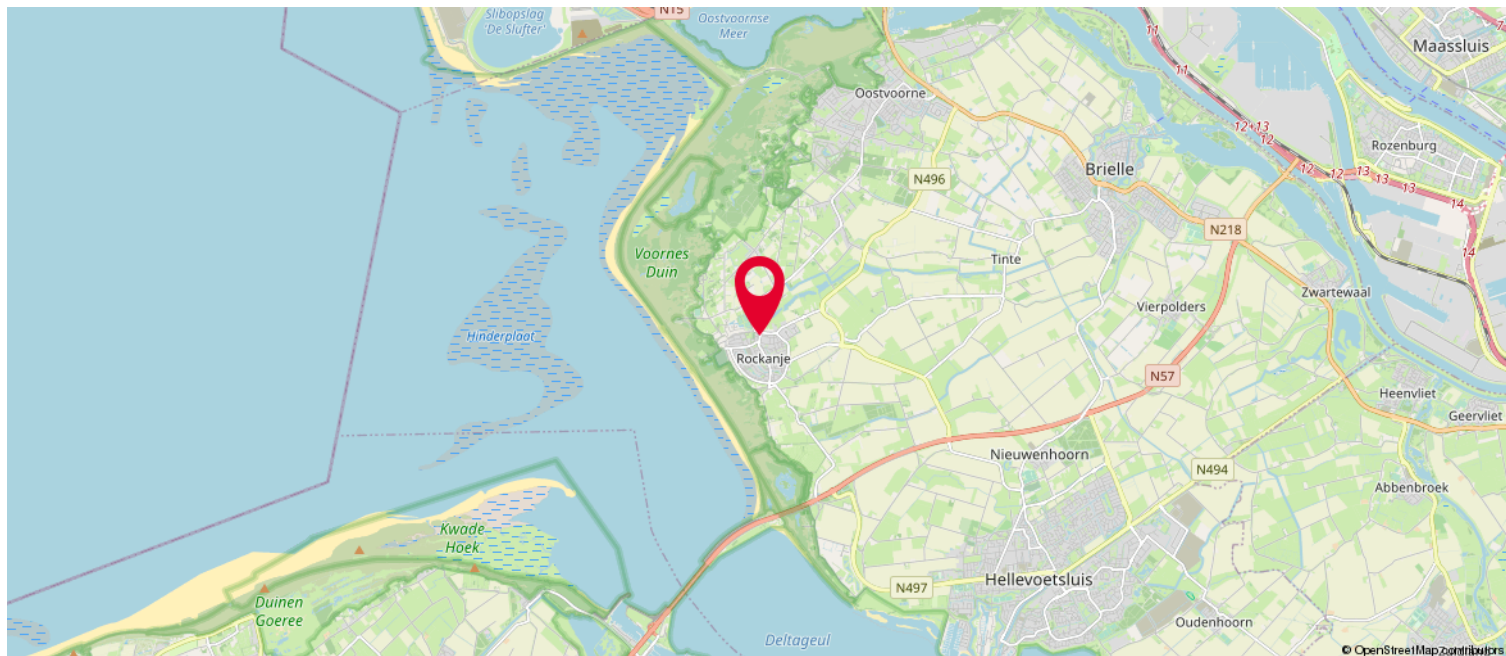 N15
Slibopslag
'De Slufter'
Oostvoornse
Meer
11
7
Maassluis
11
Oostvoorne
12+13
12
Rozenburg
Brielle
N496
12
12
13
13
13
14
N218
14
Voornes
Duin
Tinte
Zwartewaal
Vierpolders
Hinderplaat
Rockanje
N57
Heenvliet
Geervliet
Nieuwenhoorn
N494
Abbenbroek
Kwade
Hoek
Hellevoetsluis
N497
Duinen
Goeree
Oudenhoorn
Deltageul
© OpenStreetMap contributors